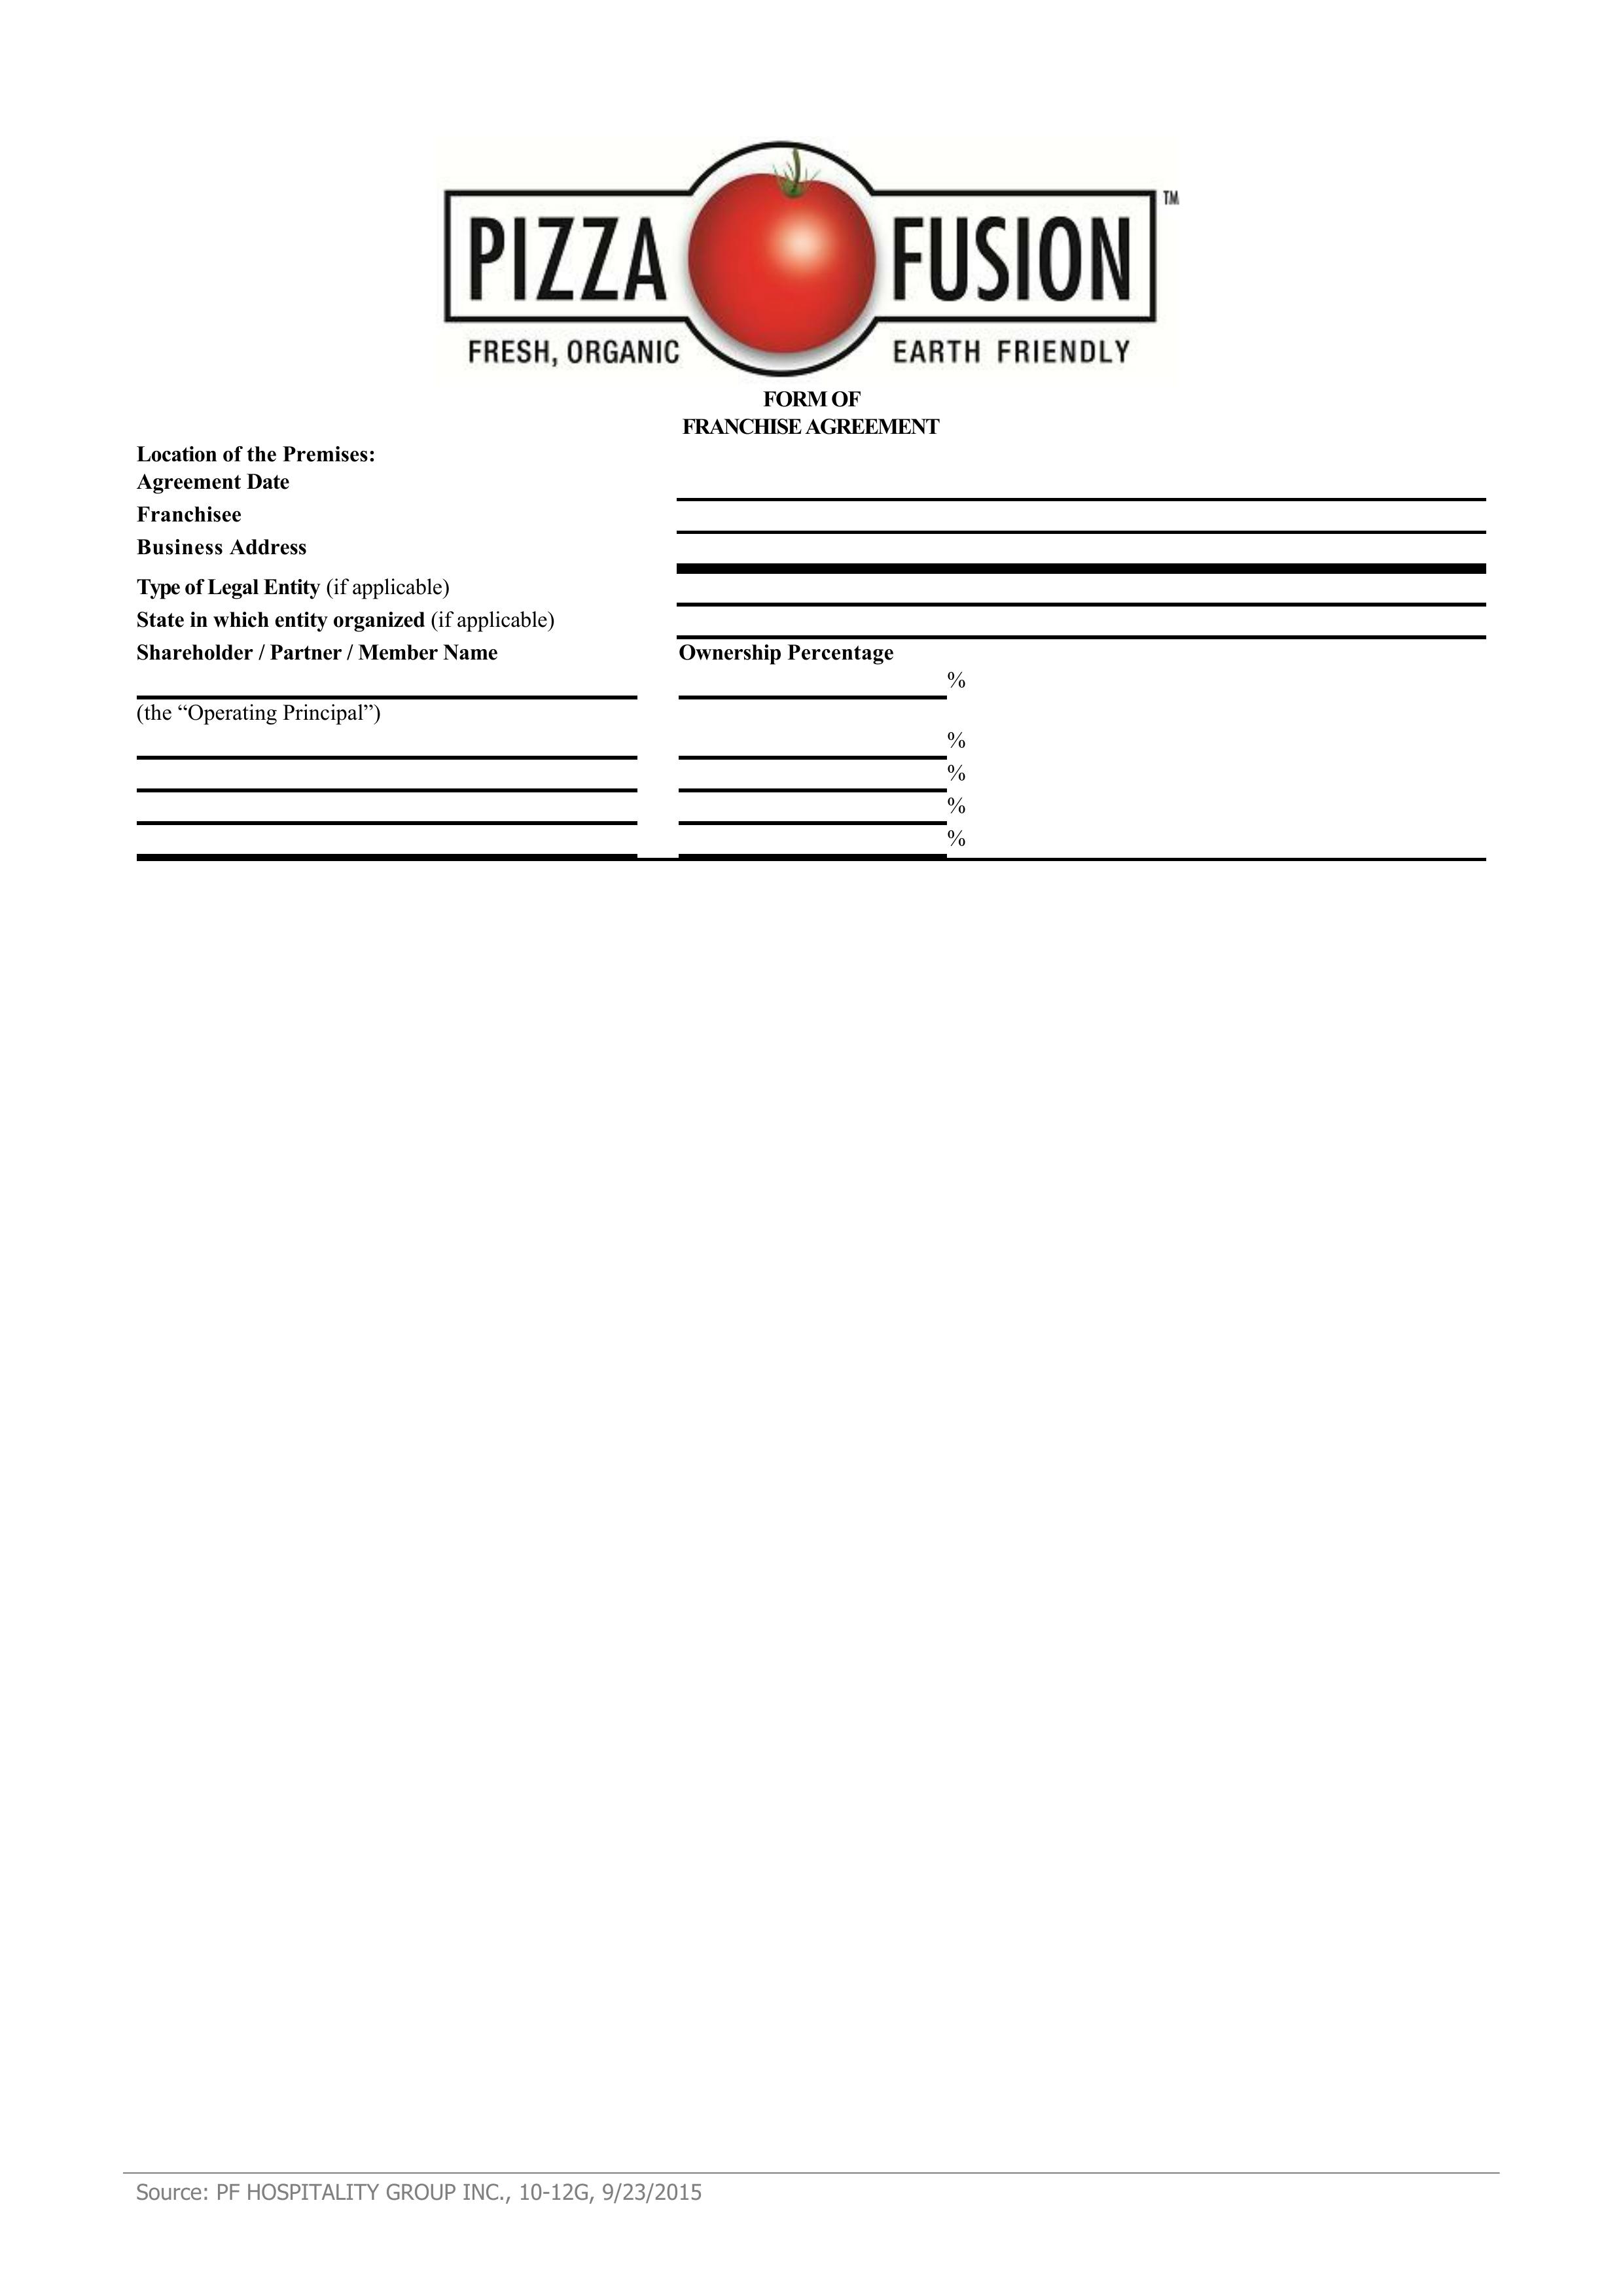 PIZZA FUSION TM
FRESH, ORGANIC EARTH FRIENDLY
FORM OF
FRANCHISE AGREEMENT
Location of the Premises:
Agreement Date
Franchisee
Business Address
Type of Legal Entity (if applicable)
State in which entity organized (if applicable)
Shareholder / Partner / Member Name Ownership Percentage
%
(the “Operating Principal”)
%
%
%
%
Source: PF HOSPITALITY GROUP INC., 10-12G, 9/23/2015